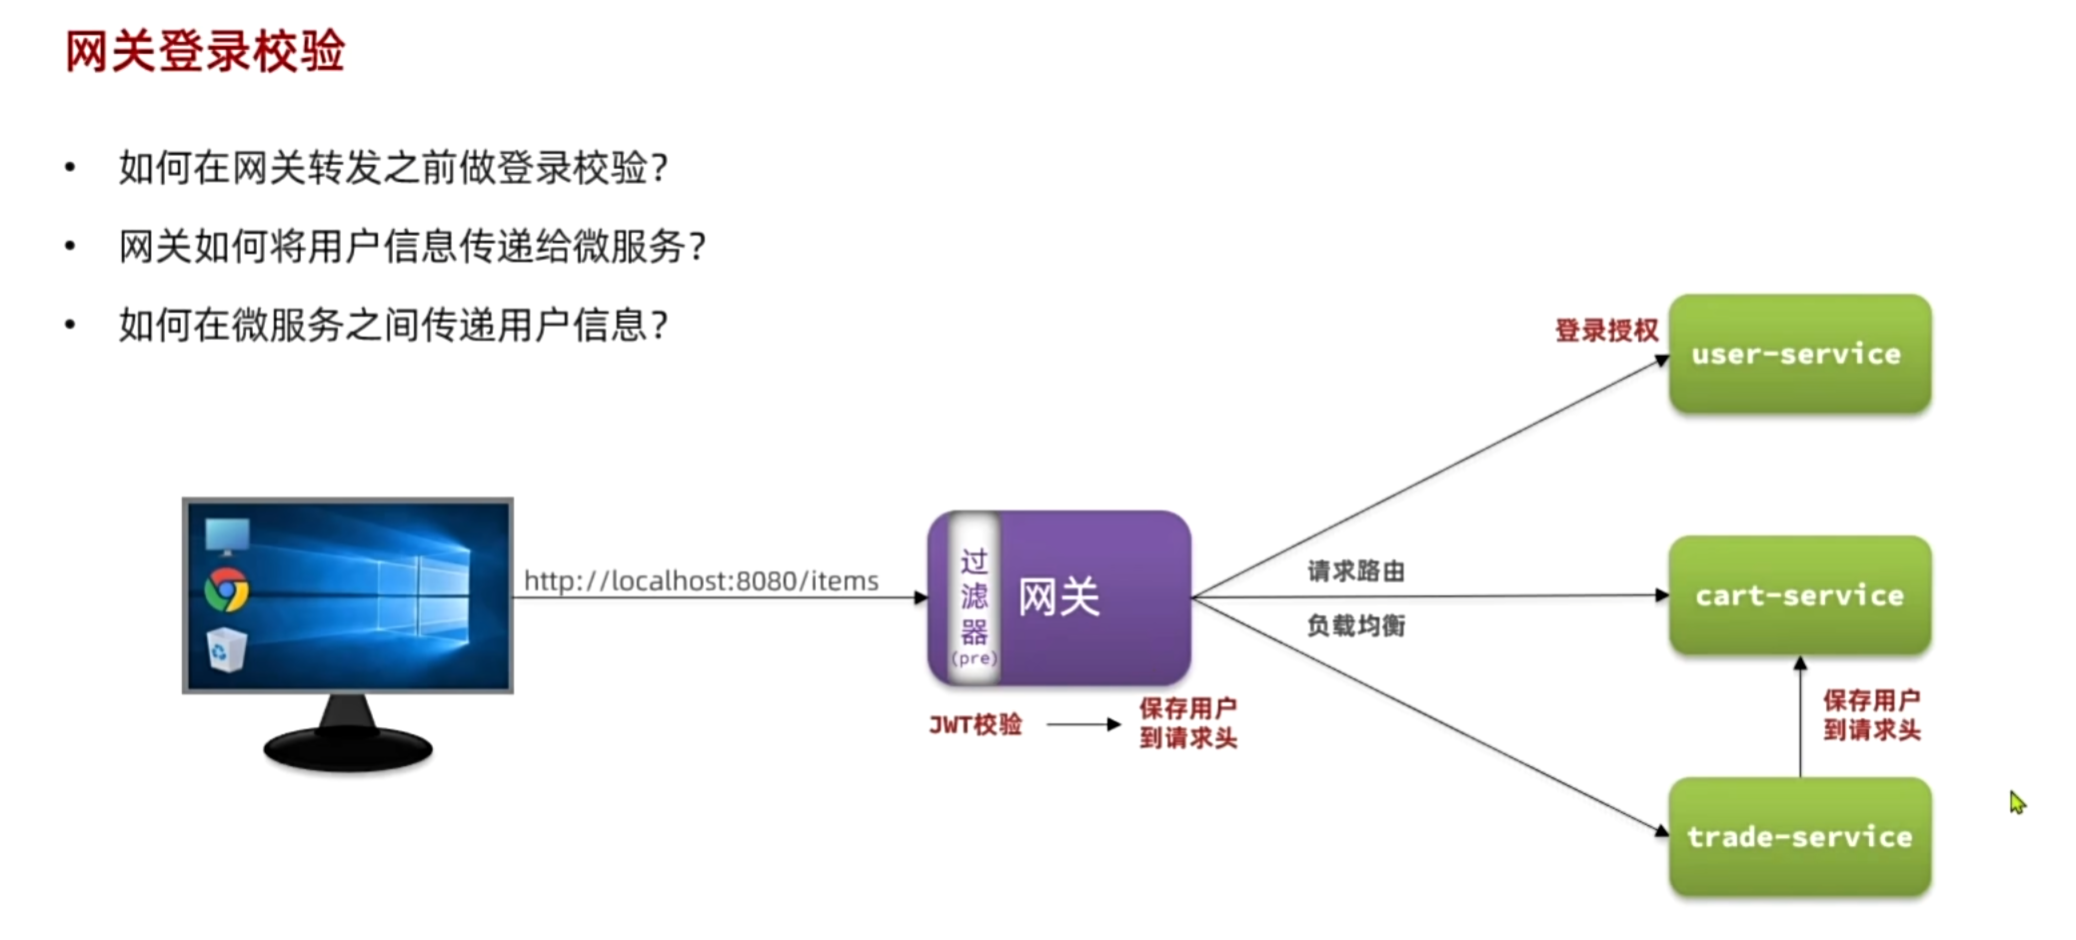 网关登录校验
• 如何在网关转发之前做登录校验？
• 网关如何将用户信息传递给微服务？
• 如何在微服务之间传递用户信息？
登录授权
user-service
http://localhost:8080/items
过
滤
器
(pre)
网关
请求路由
负载均衡
cart-service
JWT校验
保存用户
到请求头
保存用户
到请求头
trade-service